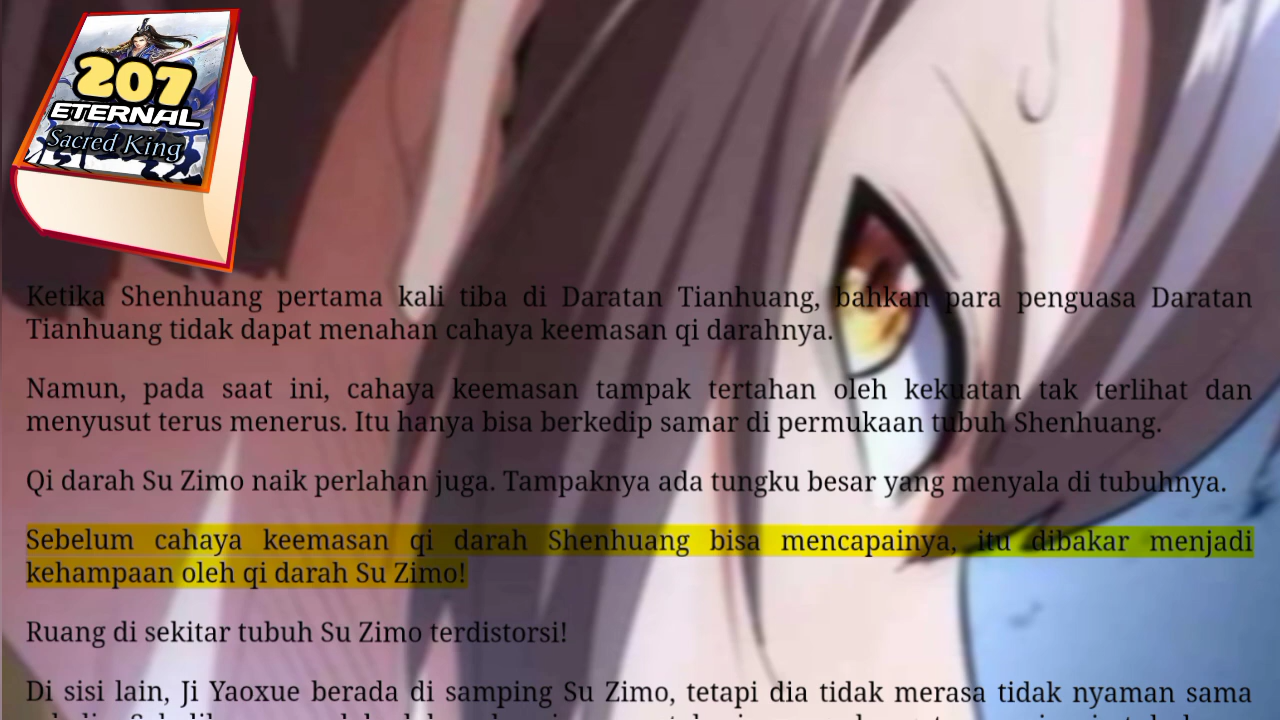 207
ETERNAL
Sacred King
Ketika Shenhuang pertama kali tiba di Daratan Tianhuang, bahkan para penguasa Daratan
Tianhuang tidak dapat menahan cahaya keemasan qi darahnya.
Namun, pada saat ini, cahaya keemasan tampak tertahan oleh kekuatan tak terlihat dan
menyusut terus menerus. Itu hanya bisa berkedip samar di permukaan tubuh Shenhuang.
Qi darah Su Zimo naik perlahan juga. Tampaknya ada tungku besar yang menyala di tubuhnya.
Sebelum cahaya keemasan qi darah Shenhuang bisa mencapainya, itu dibakar menjadi
kehampaan oleh qi darah Su Zimo!
Ruang di sekitar tubuh Su Zimo terdistorsi!
Di sisi lain, Ji Yaoxue berada di samping Su Zimo, tetapi dia tidak merasa tidak nyaman sama